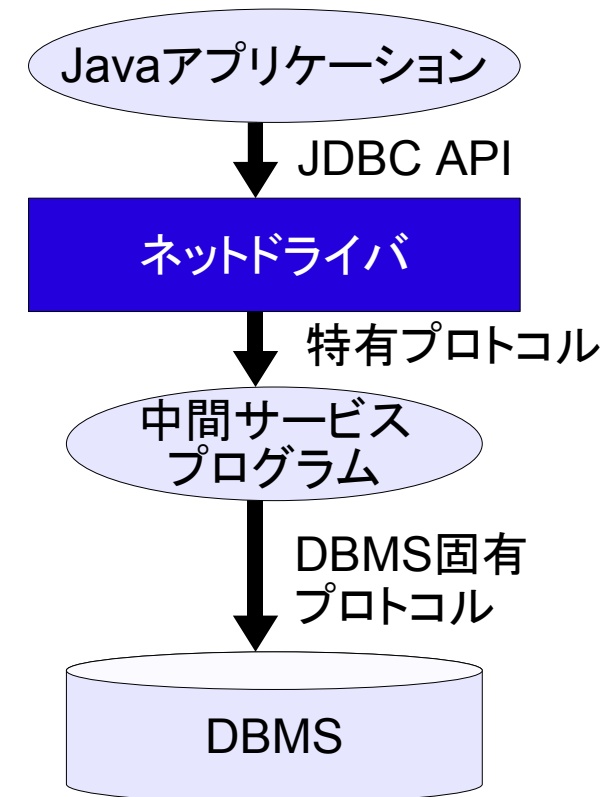 Javaアプリケーション
JDBC API
ネットドライバ
特有プロトコル
中間サービス
プログラム
DBMS固有
プロトコル
DBMS